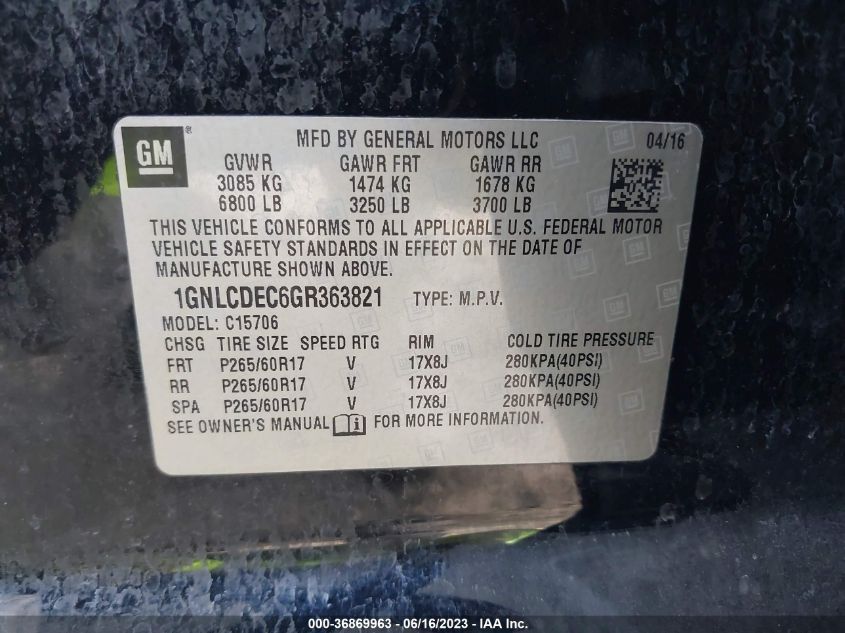 GM®
MFD BY GENERAL MOTORS LLC 04/16
GVWR GAWR FRT GAWR RR
3085 KG 1474 KG 1678 KG
6800 LB 3250 LB 3700 LB
THIS VEHICLE CONFORMS TO ALL APPLICABLE U.S. FEDERAL MOTOR
VEHICLE SAFETY STANDARDS IN EFFECT ON THE DATE OF
MANUFACTURE SHOWN ABOVE.
1GNLCDEC6GR363821 TYPE: M.P.V.
MODEL: C15706
CHSG TIRE SIZE SPEED RTG RIM COLD TIRE PRESSURE
FRT P265/60R17 V 17X8J 280KPA(40PSI)
RR P265/60R17 V 17X8J 280KPA(40PSI)
SPA P265/60R17 V 17X8J 280KPA(40PSI)
SEE OWNER'S MANUAL i FOR MORE INFORMATION.
000-36869963 - 06/16/2023 - IAA Inc.